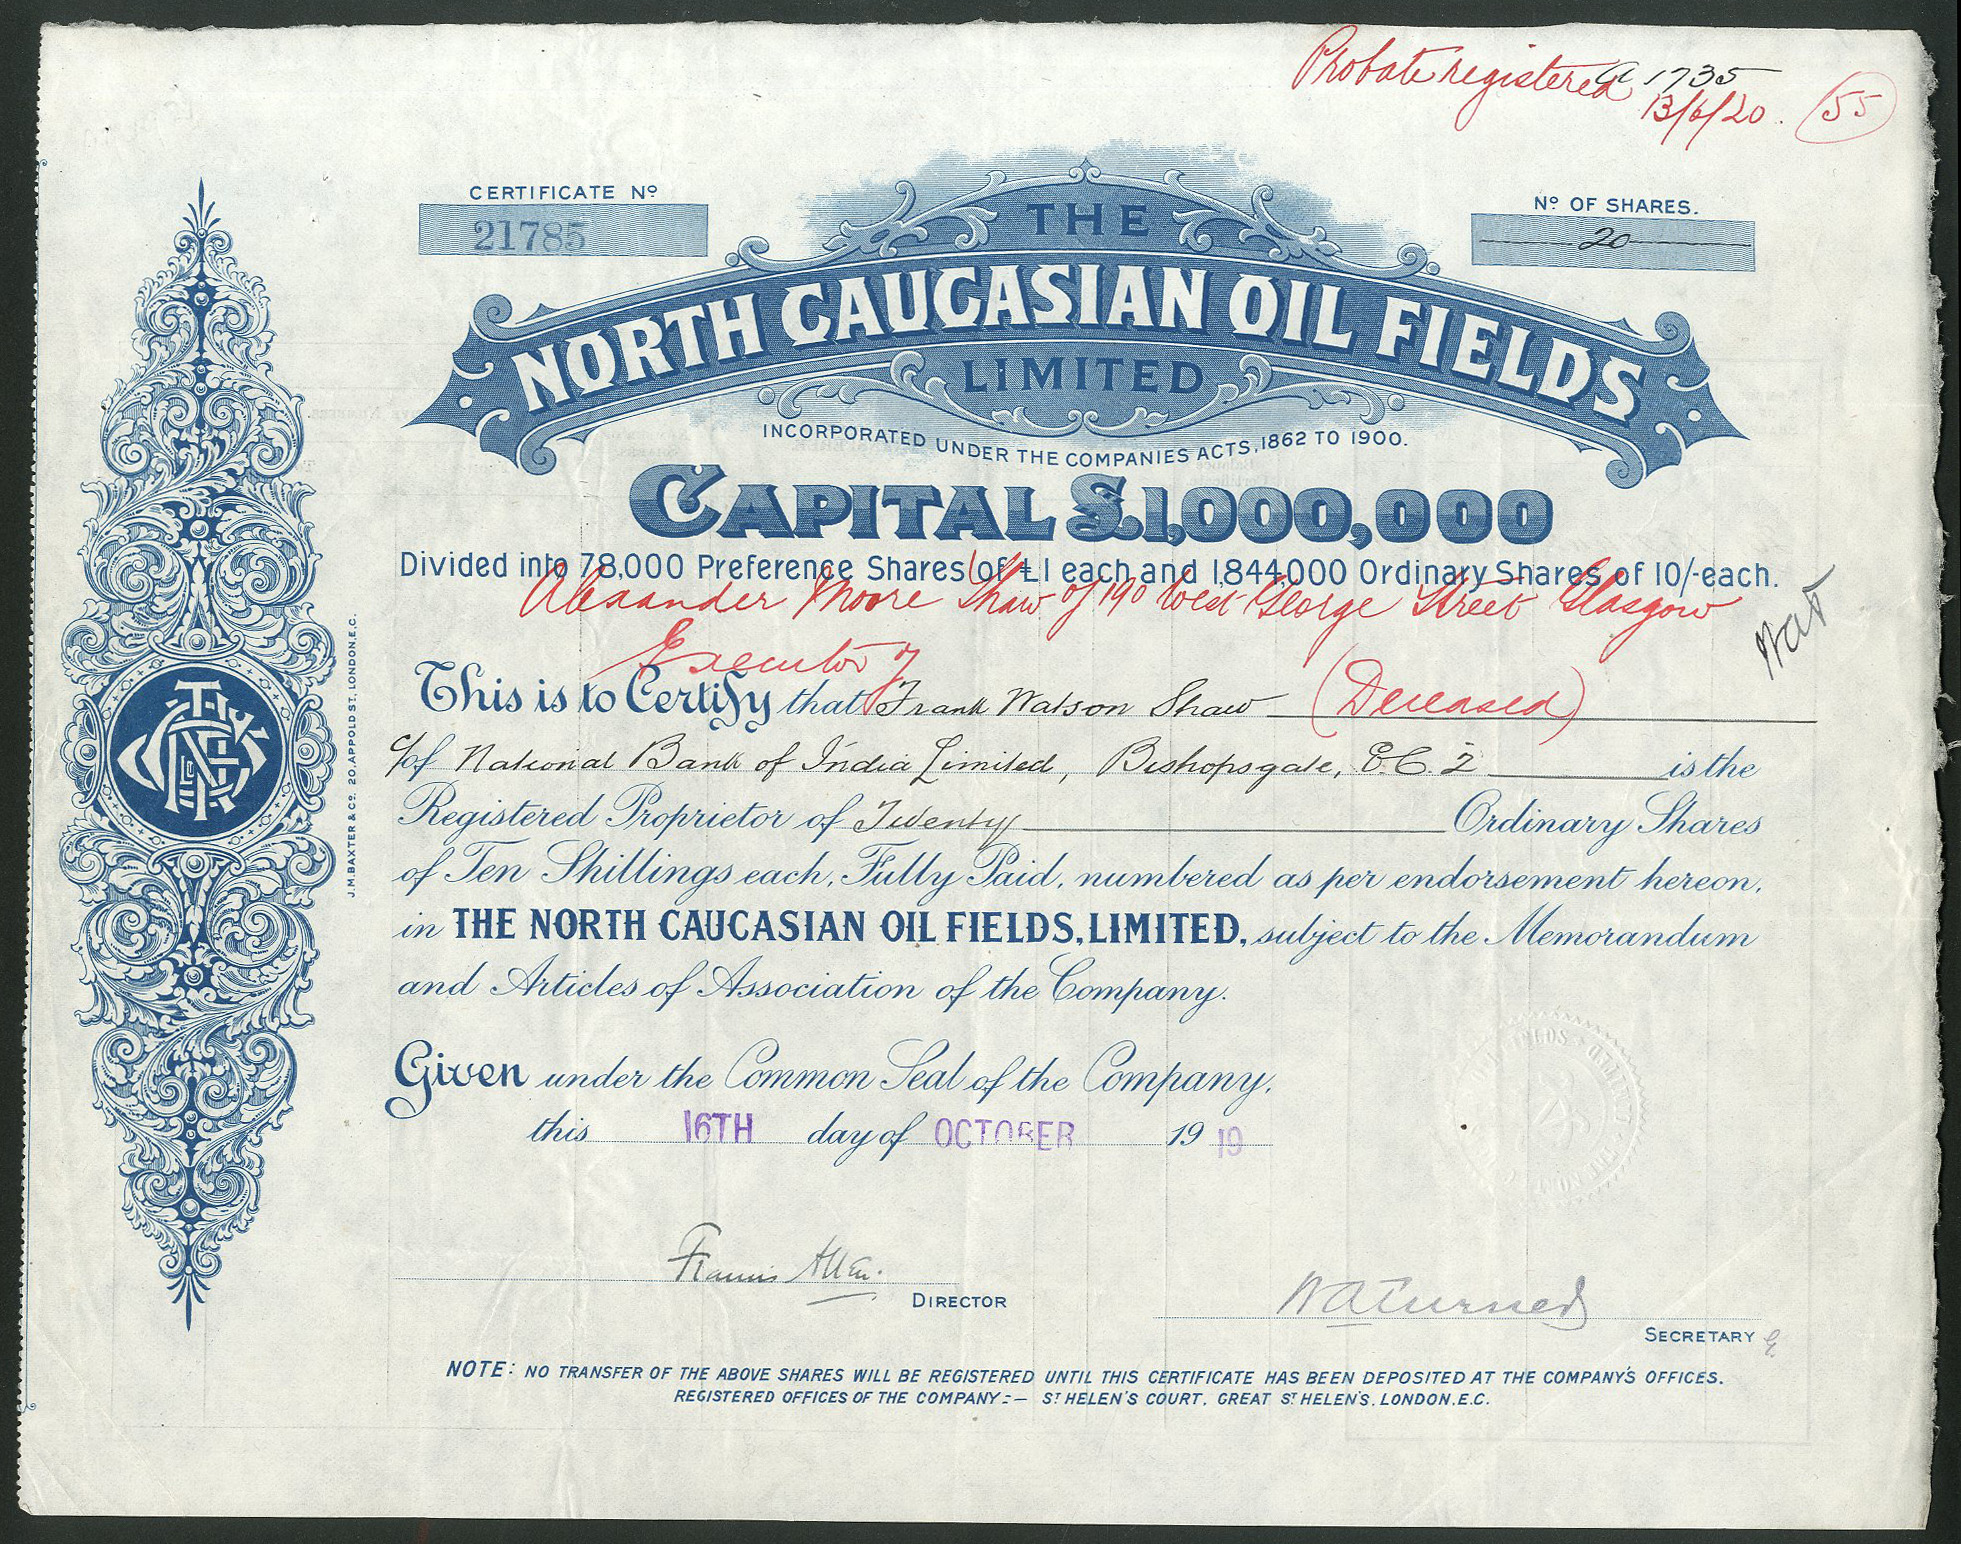 Probate registered
a 1735
13/6/20. 55
CERTIFICATE No
21785
No OF SHARES.
20
THE
NORTH CAUCASIAN OIL FIELDS
LIMITED
INCORPORATED UNDER THE COMPANIES ACTS, 1862 TO 1900.
CAPITAL £1,000,000
Divided into 78,000 Preference Shares of £1 each and 1,844,000 Ordinary Shares of 10/- each.
Alexander Moore Shaw of 190 West George Street Glasgow
Executor of
This is to Certify that Frank Watson Shaw (Deceased)
c/o of National Bank of India Limited, Bishopsgate, E.C. 2 is the
Registered Proprietor of Twenty Ordinary Shares
of Ten Shillings each, Fully Paid, numbered as per endorsement hereon,
in THE NORTH CAUCASIAN OIL FIELDS, LIMITED, subject to the Memorandum
and Articles of Association of the Company.
Given under the Common Seal of the Company,
this 16TH day of OCTOBER 19 19
Francis Allen.
DIRECTOR
SECRETARY
NOTE: NO TRANSFER OF THE ABOVE SHARES WILL BE REGISTERED UNTIL THIS CERTIFICATE HAS BEEN DEPOSITED AT THE COMPANY'S OFFICES.
REGISTERED OFFICES OF THE COMPANY:- ST HELEN'S COURT, GREAT ST HELEN'S, LONDON, E.C.
J.M. BAXTER & Co. 20, APPOLD ST, LONDON, E.C.